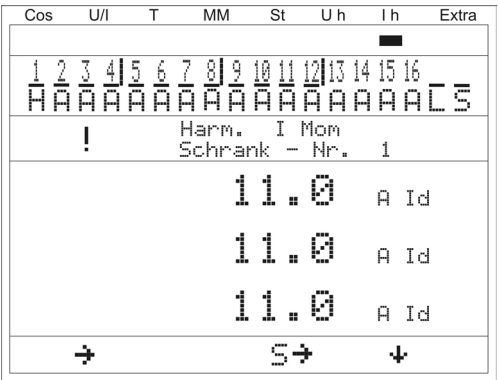 Cos U/I T MM St U h I h Extra
1 2 3 4 5 6 7 8 9 10 11 12 13 14 15 16
A A A A A A A A A A A A A A A A L S
! Harm. I Mom
Schrank - Nr. 1
11.0 A Id
11.0 A Id
11.0 A Id
→ S→ ↓